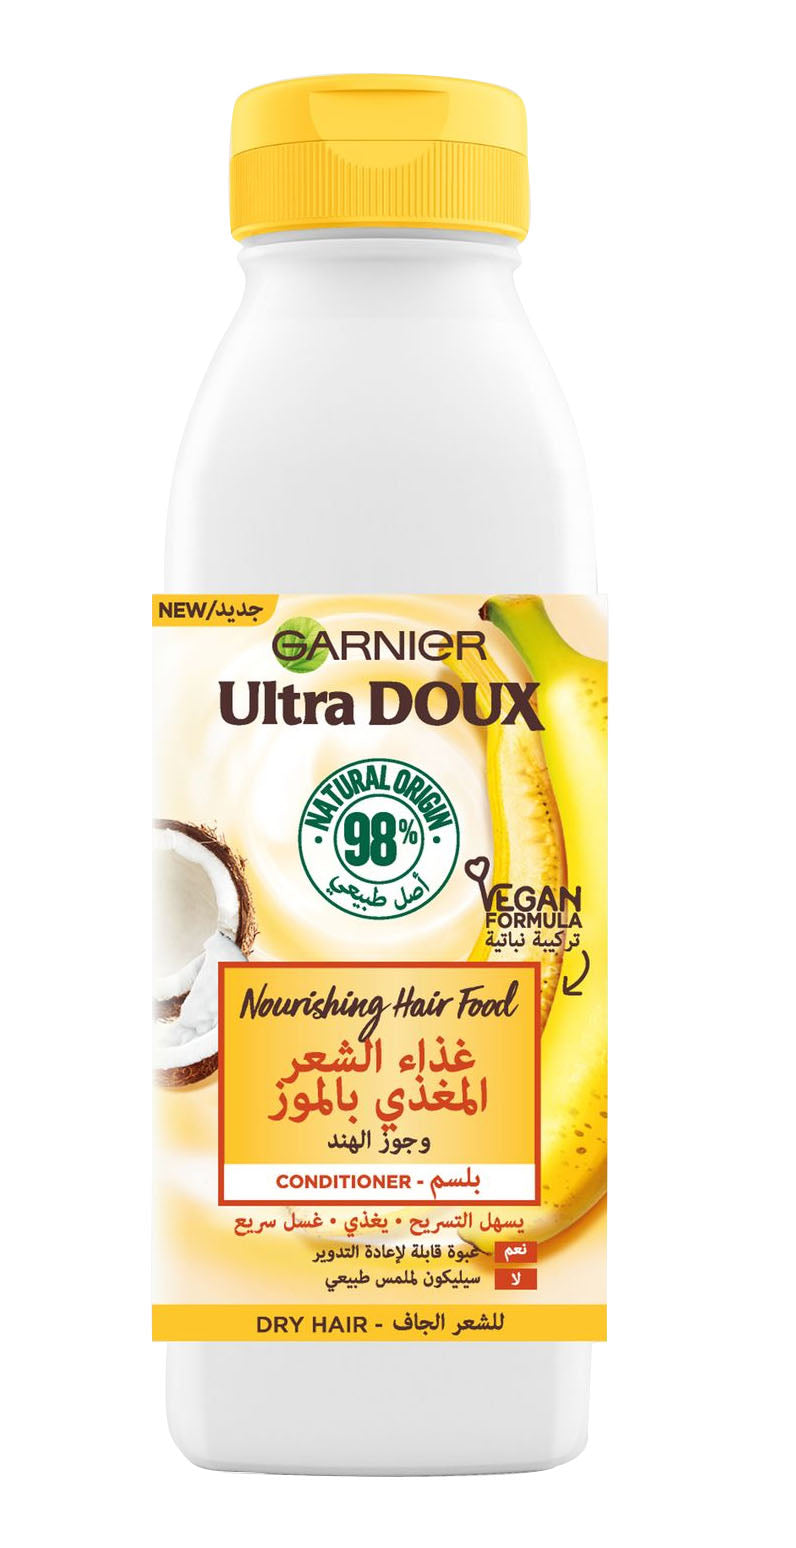 NEW/جديد
GARNIER
Ultra DOUX
NATURAL ORIGIN
98%
أصل طبيعي
VEGAN
FORMULA
تركيبة نباتية
Nourishing Hair Food
غذاء الشعر
المغذي بالموز
وجوز الهند
CONDITIONER - بلسم
يسهل التسريح • يغذي • غسل سريع
نعم عبوة قابلة لإعادة التدوير
لا سيليكون لملمس طبيعي
DRY HAIR - للشعر الجاف